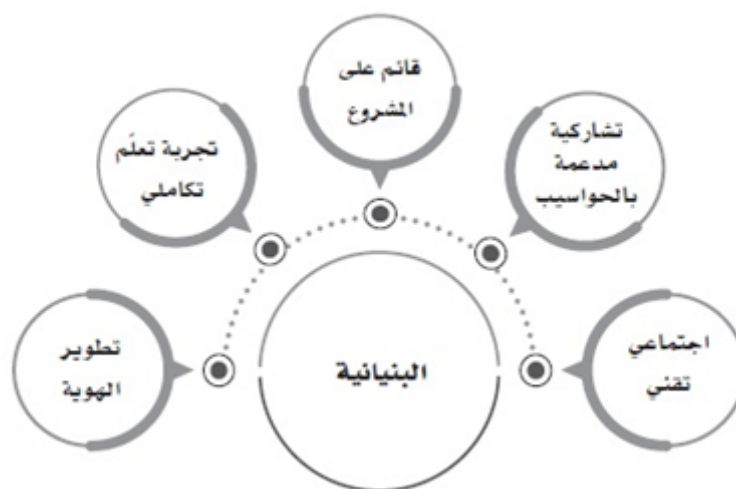 قائم على
المشروع
تشاركية
مدعمة
بالحواسيب
تجربة تعلّم
تكاملي
اجتماعي
تقني
البنيانية
تطوير
الهوية